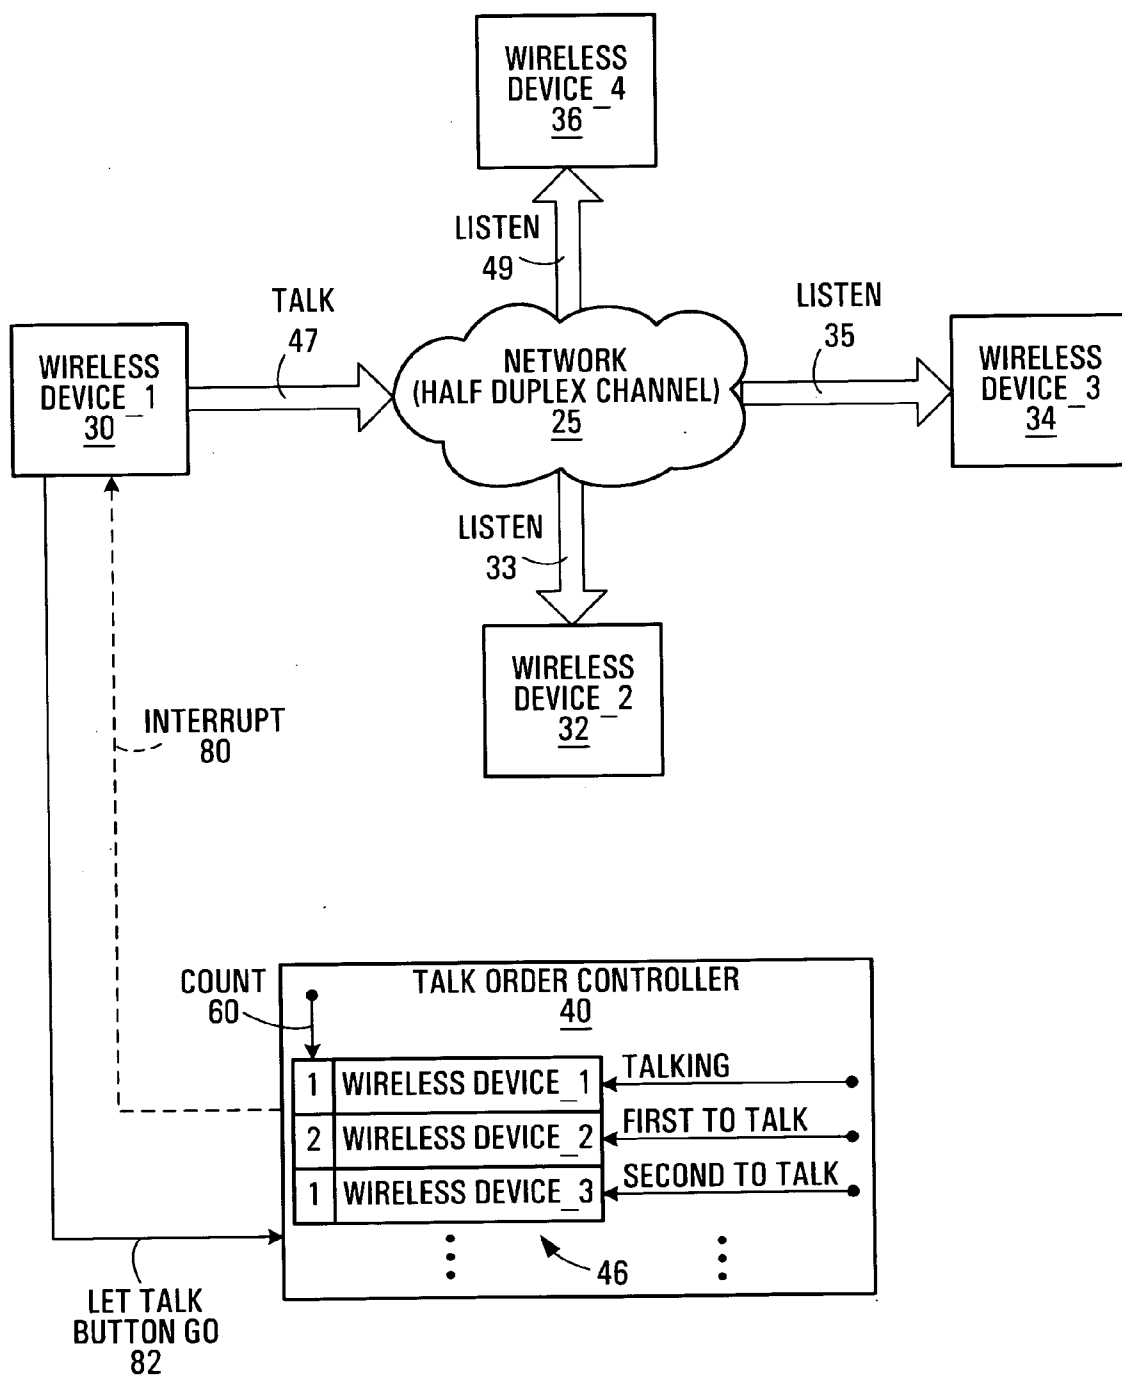 WIRELESS
DEVICE_4
36
LISTEN
49
TALK
47
LISTEN
35
WIRELESS
DEVICE_1
30
NETWORK
(HALF DUPLEX CHANNEL)
25
WIRELESS
DEVICE_3
34
LISTEN
33
WIRELESS
DEVICE_2
32
INTERRUPT
80
COUNT
60
TALK ORDER CONTROLLER
40
1 WIRELESS DEVICE_1 TALKING
2 WIRELESS DEVICE_2 FIRST TO TALK
1 WIRELESS DEVICE_3 SECOND TO TALK
46
LET TALK
BUTTON GO
82